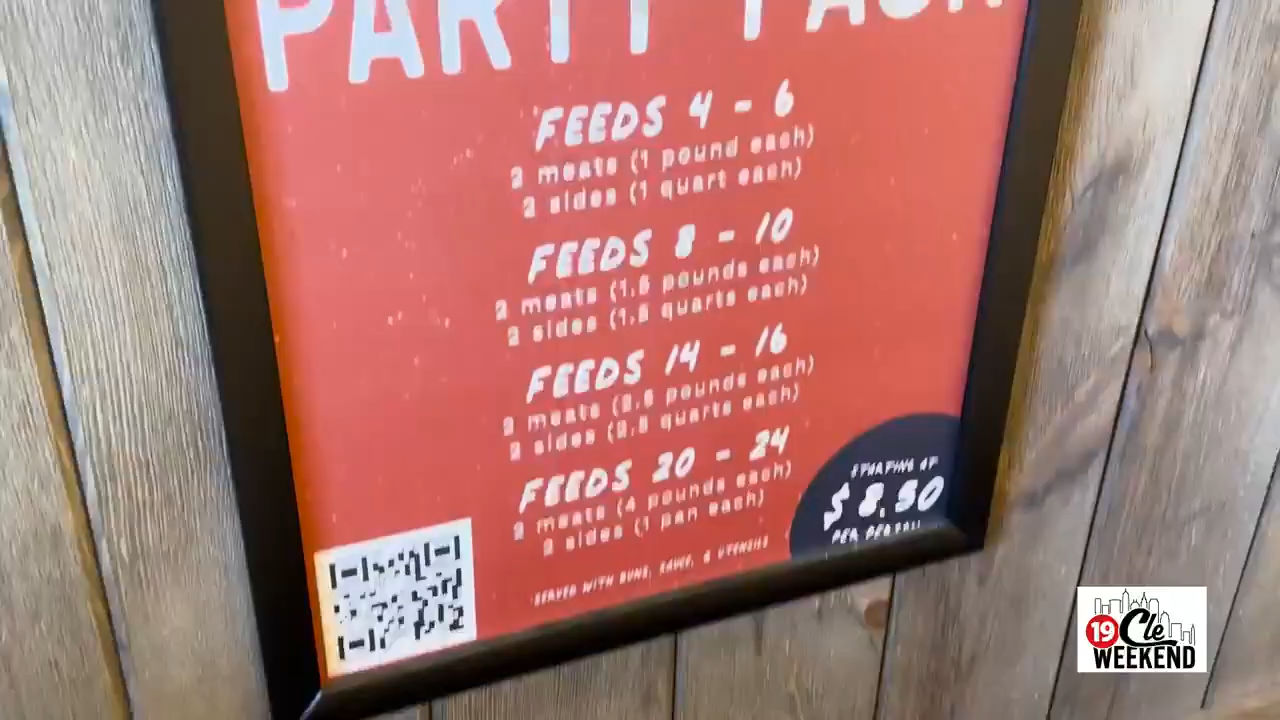 PARTY PACK
FEEDS 4 - 6
2 meats (1 pound each)
2 sides (1 quart each)
FEEDS 8 - 10
2 meats (1.5 pounds each)
2 sides (1.5 quarts each)
FEEDS 14 - 16
2 meats (2.5 pounds each)
2 sides (2.5 quarts each)
FEEDS 20 - 24
2 meats (4 pounds each)
2 sides (1 pan each)
SERVED WITH BUNS, SAUCE, & UTENSILS
STARTING AT
$8.50
PER PERSON
19 Cle
WEEKEND